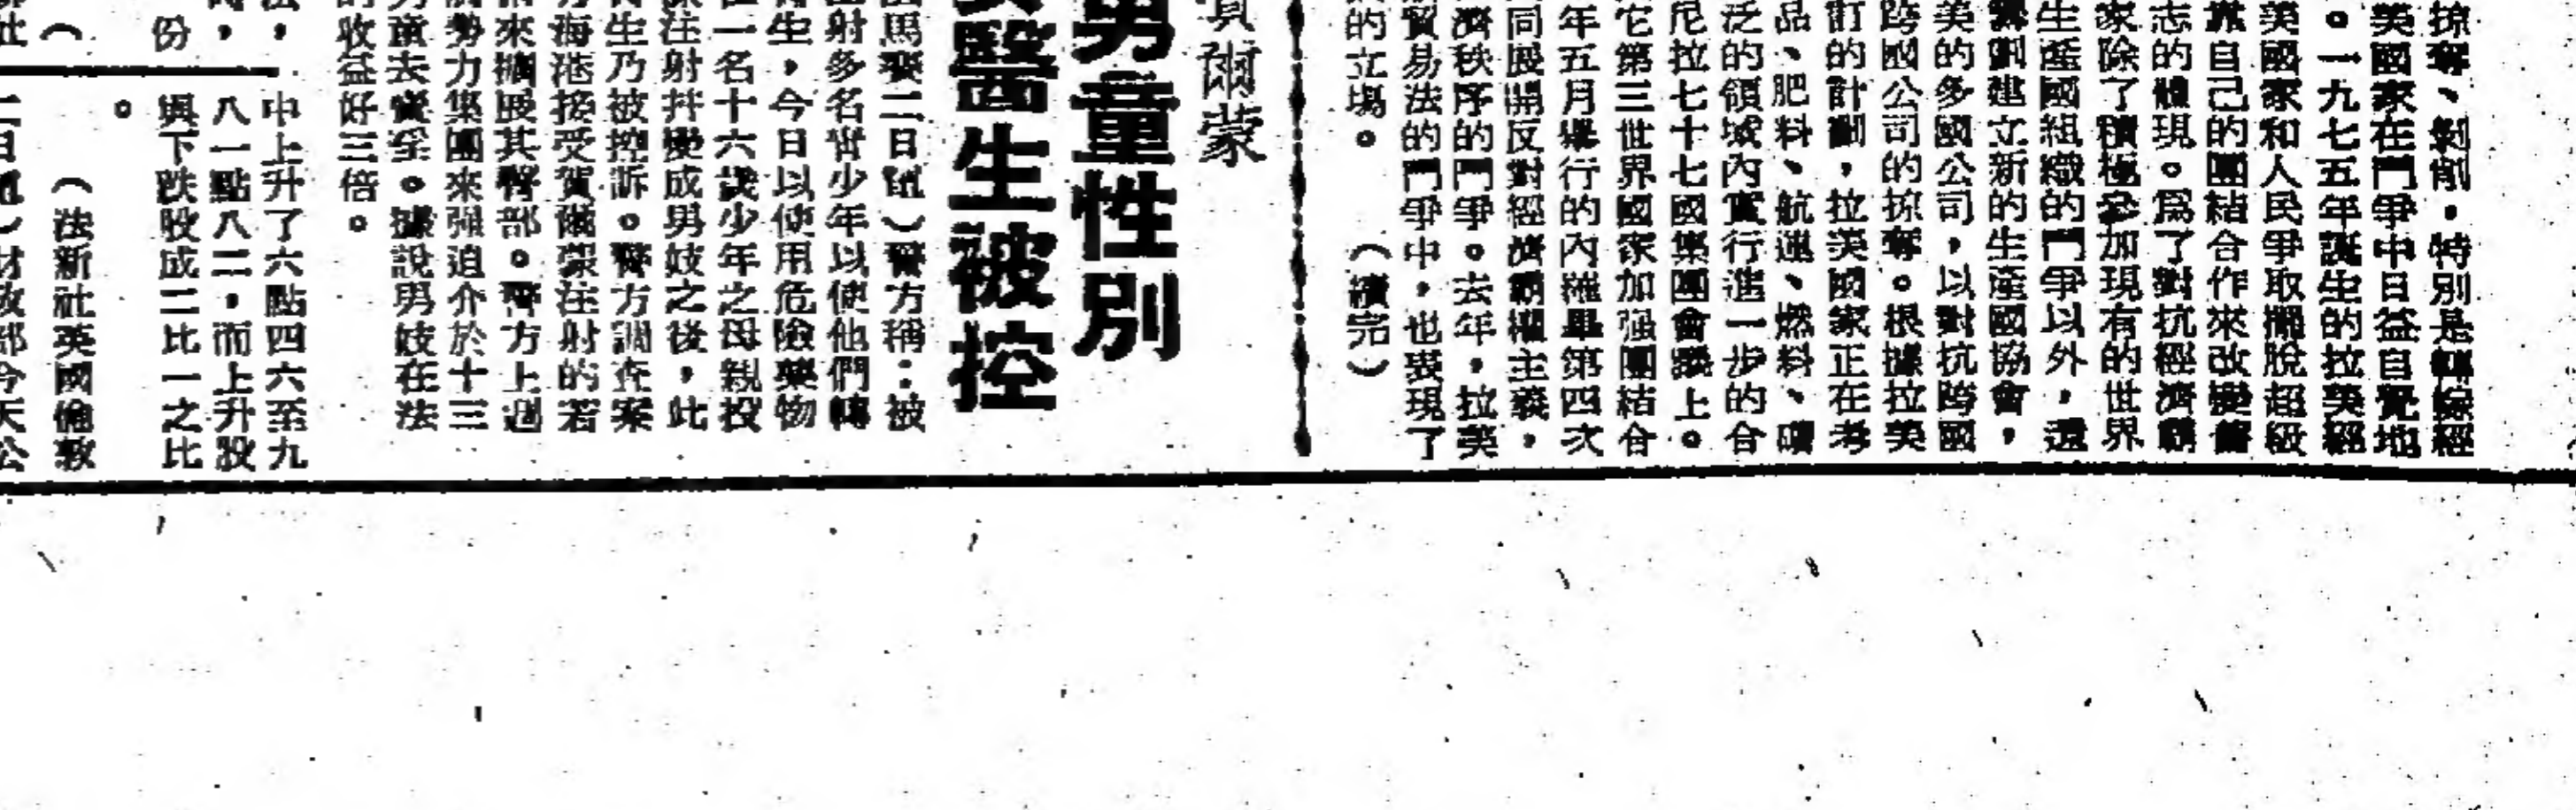 掠奪、剝削，特別是轉嫁經
美國家在鬥爭中日益自覺地
。一九七五年誕生的拉美經
美國家和人民爭取擺脫超級
靠自己的團結合作來改變舊
志的體現。爲了對抗經濟霸
家除了積極參加現有的世界
生產國組織的鬥爭以外，還
建立新的生產國協會，
美的多國公司，以對抗跨國
跨國公司的掠奪。根據拉美
訂的計劃，拉美國家正在考
品、肥料、航運、燃料、礦
泛的領域內實行進一步的合
尼拉七十七國集團會議上。
它第三世界國家加强團結合
年五月舉行的內羅畢第四次
同展開反對經濟霸權主義，
濟秩序的鬥爭。去年，拉美
貿易法的鬥爭中，也表現了
的立場。　（續完）
爾蒙
男童性別
醫生被控
馬賽二日電）警方稱：被
射多名青少年以使他們轉
生，今日以使用危險藥物
一名十六歲少年之母親投
注射幷變成男妓之後，此
生乃被控訴。警方調查案
海港接受賀爾蒙注射的若
來擴展其臀部。警方上週
勢力集團來强迫介於十三
男童去賣淫。據說男妓在法
的收益好三倍。
法，
中上升了六點四六至九
八一點八二，而上升股
份
與下跌股成二比一之比
。
（
（法新社英國倫敦
社
二日電）財政部今天公